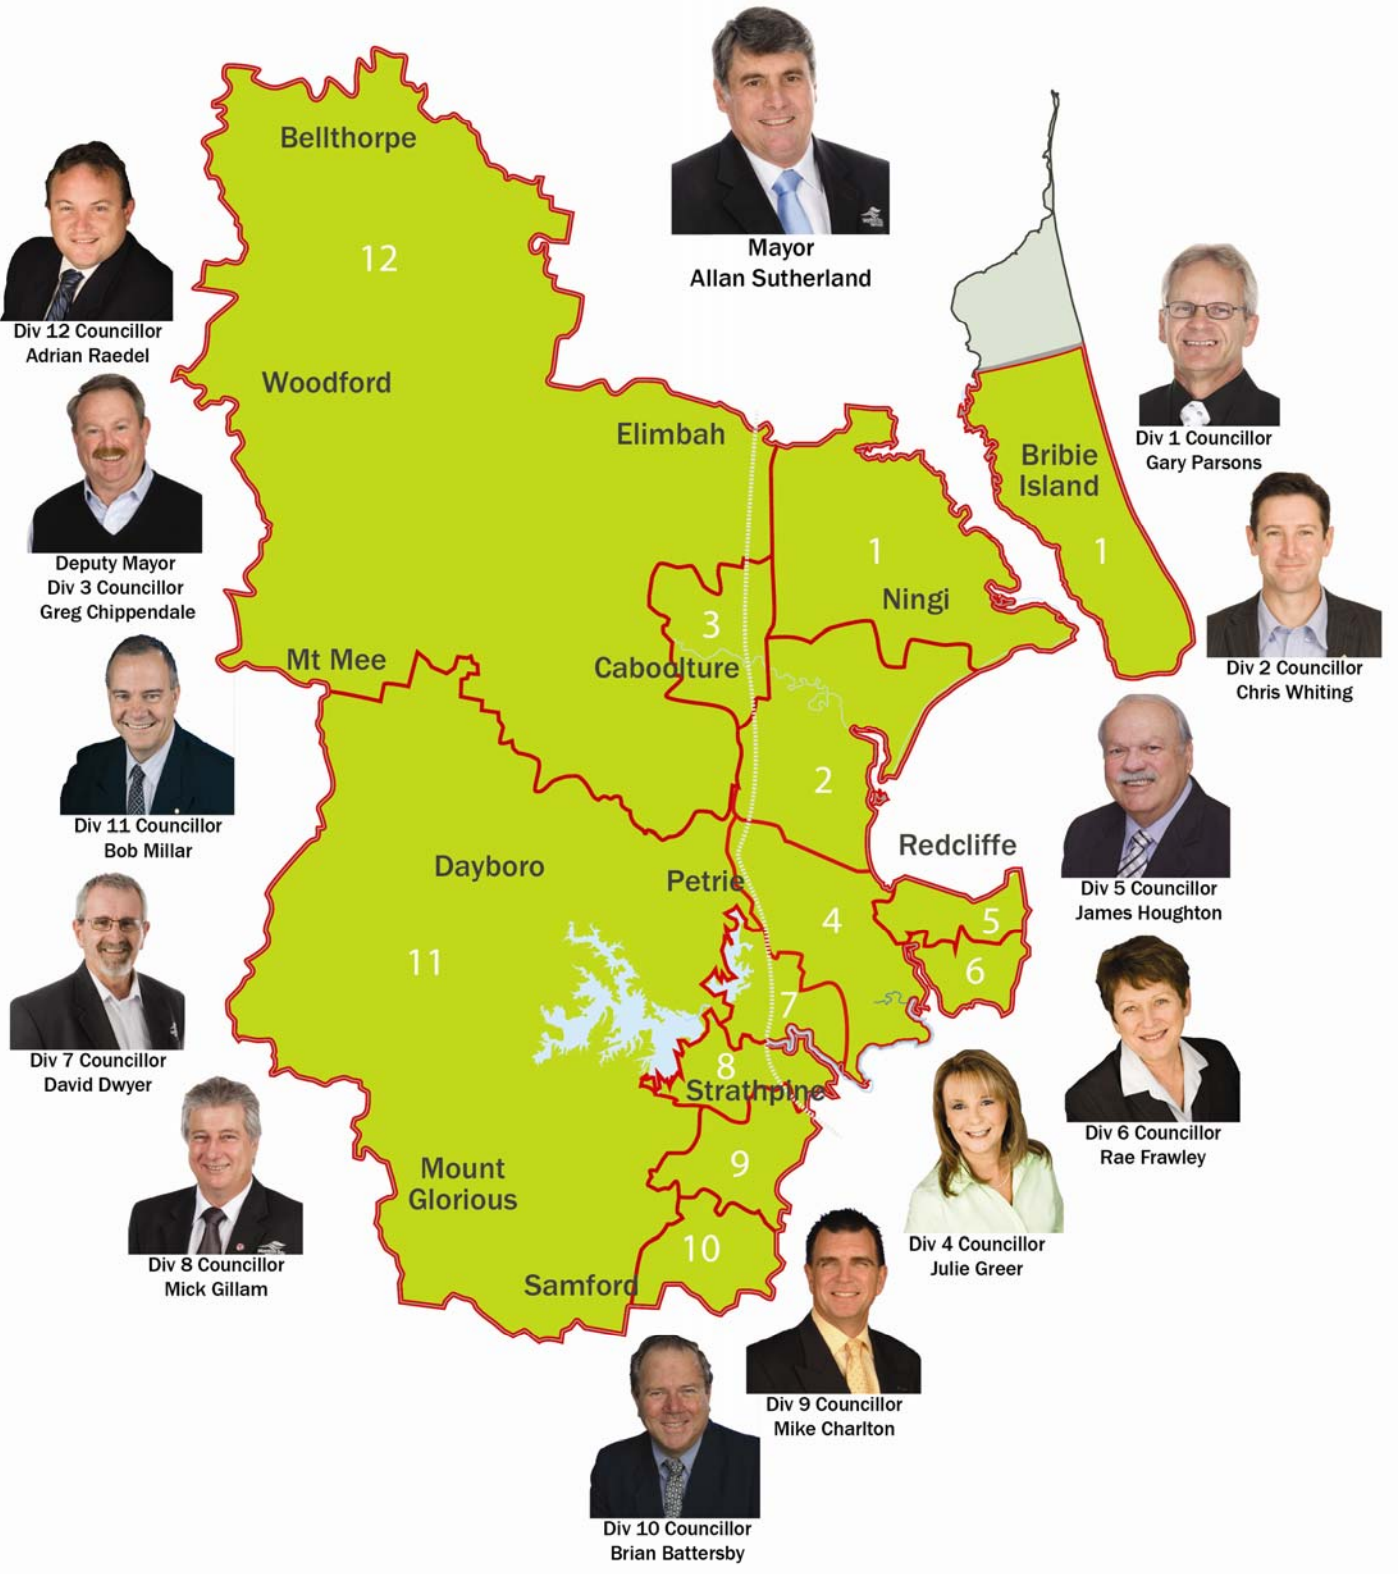 Mayor
Allan Sutherland
Bellthorpe
12
Div 12 Councillor
Adrian Raedel
Woodford
Elimbah
Div 1 Councillor
Gary Parsons
Bribie
Island
1
1
Ningi
Deputy Mayor
Div 3 Councillor
Greg Chippendale
3
Mt Mee
Caboolture
Div 2 Councillor
Chris Whiting
2
Div 11 Councillor
Bob Millar
Redcliffe
Dayboro
Petrie
Div 5 Councillor
James Houghton
4
5
11
6
7
Div 7 Councillor
David Dwyer
8
Strathpine
Div 6 Councillor
Rae Frawley
Mount
Glorious
9
Div 4 Councillor
Julie Greer
10
Div 8 Councillor
Mick Gillam
Samford
Div 9 Councillor
Mike Charlton
Div 10 Councillor
Brian Battersby